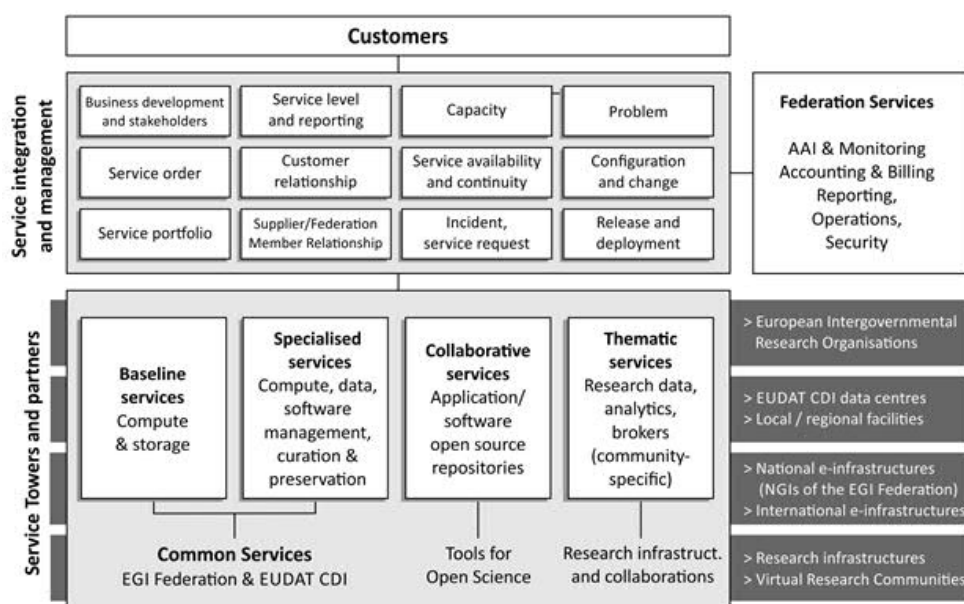 Customers
Service integration
and management
Business development
and stakeholders
Service level
and reporting
Capacity
Problem
Service order
Customer
relationship
Service availability
and continuity
Configuration
and change
Service portfolio
Supplier/Federation
Member Relationship
Incident,
service request
Release and
deployment
Federation Services
AAI & Monitoring
Accounting & Billing
Reporting,
Operations,
Security
Service Towers and partners
Baseline
services
Compute
& storage
Specialised
services
Compute, data,
software
management,
curation &
preservation
Collaborative
services
Application/
software
open source
repositories
Thematic
services
Research data,
analytics,
brokers
(community-
specific)
Common Services
EGI Federation & EUDAT CDI
Tools for
Open Science
Research infrastruct.
and collaborations
> European Intergovernmental
Research Organisations
> EUDAT CDI data centres
> Local / regional facilities
> National e-infrastructures
(NGIs of the EGI Federation)
> International e-infrastructures
> Research infrastructures
> Virtual Research Communities